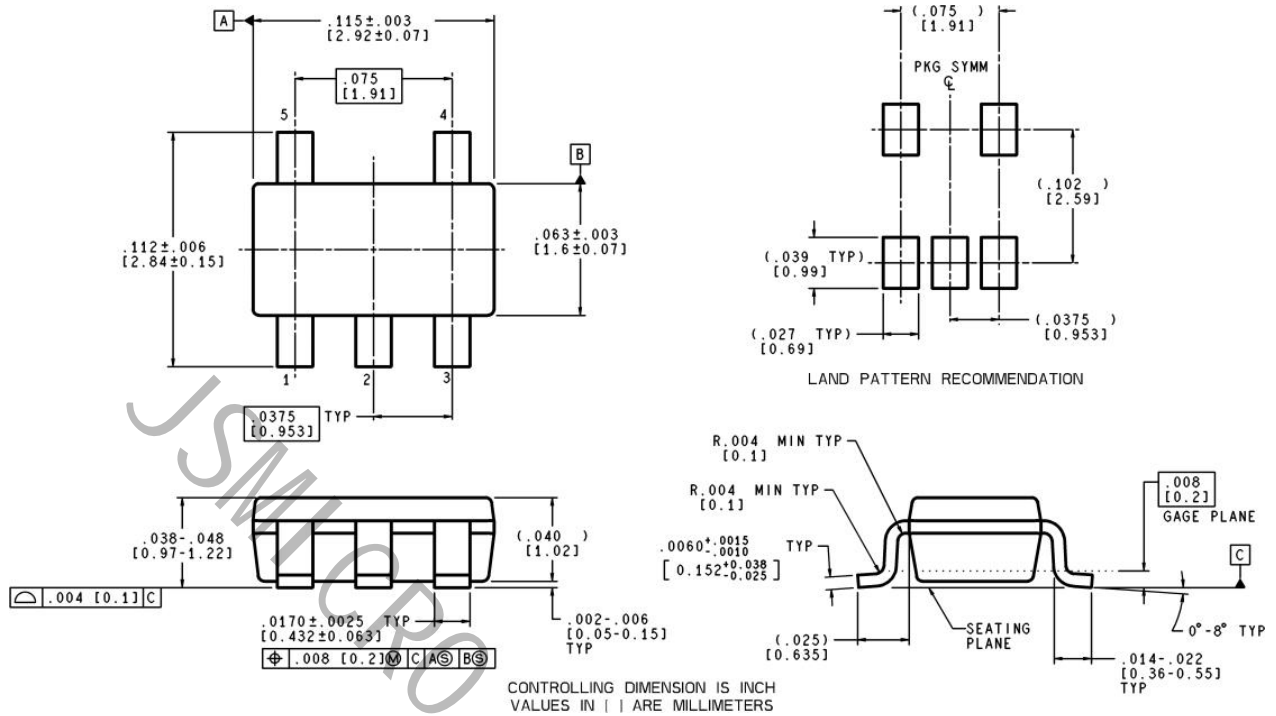 A
.115±.003
[2.92±0.07]
.075
[1.91]
5
4
B
.112±.006
[2.84±0.15]
.063±.003
[1.6±0.07]
1
2
3
.0375 TYP
[0.953]
(.075 )
[1.91]
PKG SYMM
℄
(.102 )
[2.59]
(.039 TYP)
[0.99]
(.027 TYP)
[0.69]
(.0375 )
[0.953]
LAND PATTERN RECOMMENDATION
JSMICRO
.038-.048
[0.97-1.22]
(.040 )
[1.02]
⌓ .004 [0.1] C
.0170±.0025 TYP
[0.432±0.063]
⌖ .008 [0.2]Ⓜ C AⓈ BⓈ
.002-.006
[0.05-0.15]
TYP
R.004 MIN TYP
[0.1]
R.004 MIN TYP
[0.1]
.0060+.0015-.0010 TYP
[0.152+0.038-0.025]
.008
[0.2]
GAGE PLANE
C
SEATING
PLANE
0°-8° TYP
(.025)
[0.635]
.014-.022
[0.36-0.55]
TYP
CONTROLLING DIMENSION IS INCH
VALUES IN [ ] ARE MILLIMETERS